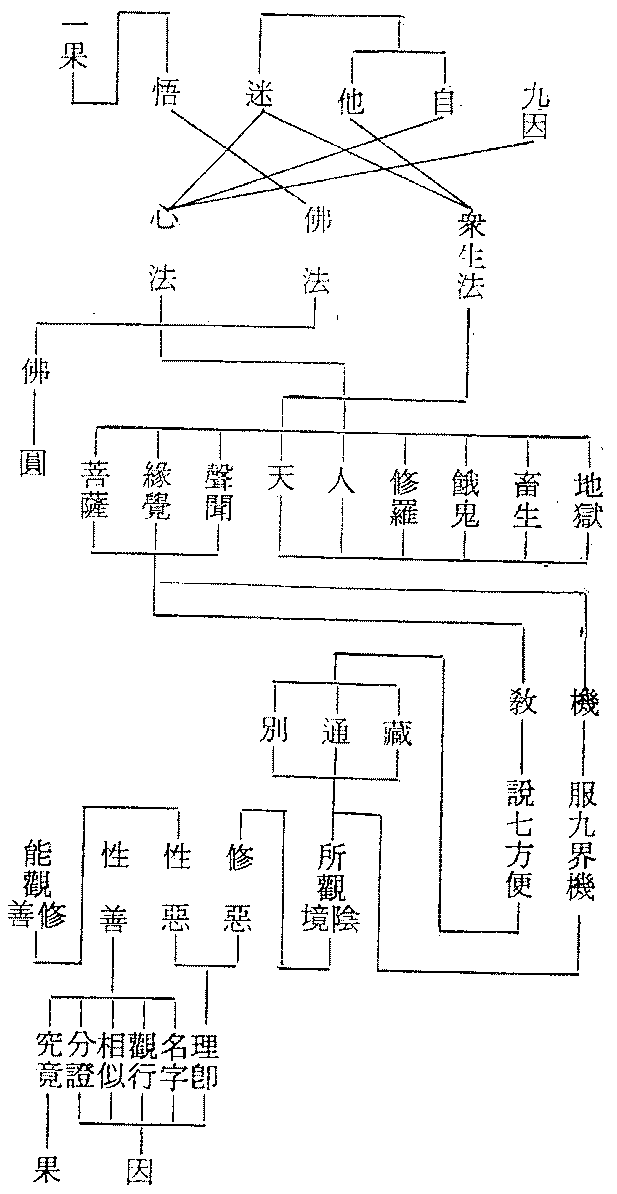 九因
自
他
迷
悟
一果
衆生法
佛法
心法
佛
圓
地獄
畜生
餓鬼
修羅
人
天
聲聞
緣覺
菩薩
機
教
服九界機
說七方便
藏
通
別
所觀陰境
修惡
性惡
性善
能觀修善
理卽
名字
觀行
相似
分證
究竟
因
果